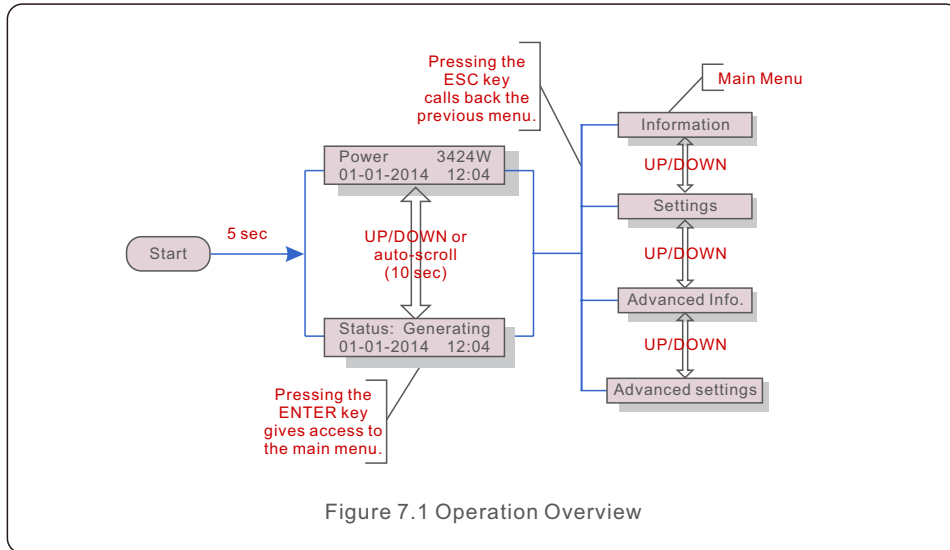 Pressing the
ESC key
calls back the
previous menu.
Main Menu
Information
Power 3424W
01-01-2014 12:04
UP/DOWN
Settings
5 sec
Start
UP/DOWN or
auto-scroll
(10 sec)
UP/DOWN
Advanced Info.
Status: Generating
01-01-2014 12:04
UP/DOWN
Advanced settings
Pressing the
ENTER key
gives access to
the main menu.
Figure 7.1 Operation Overview